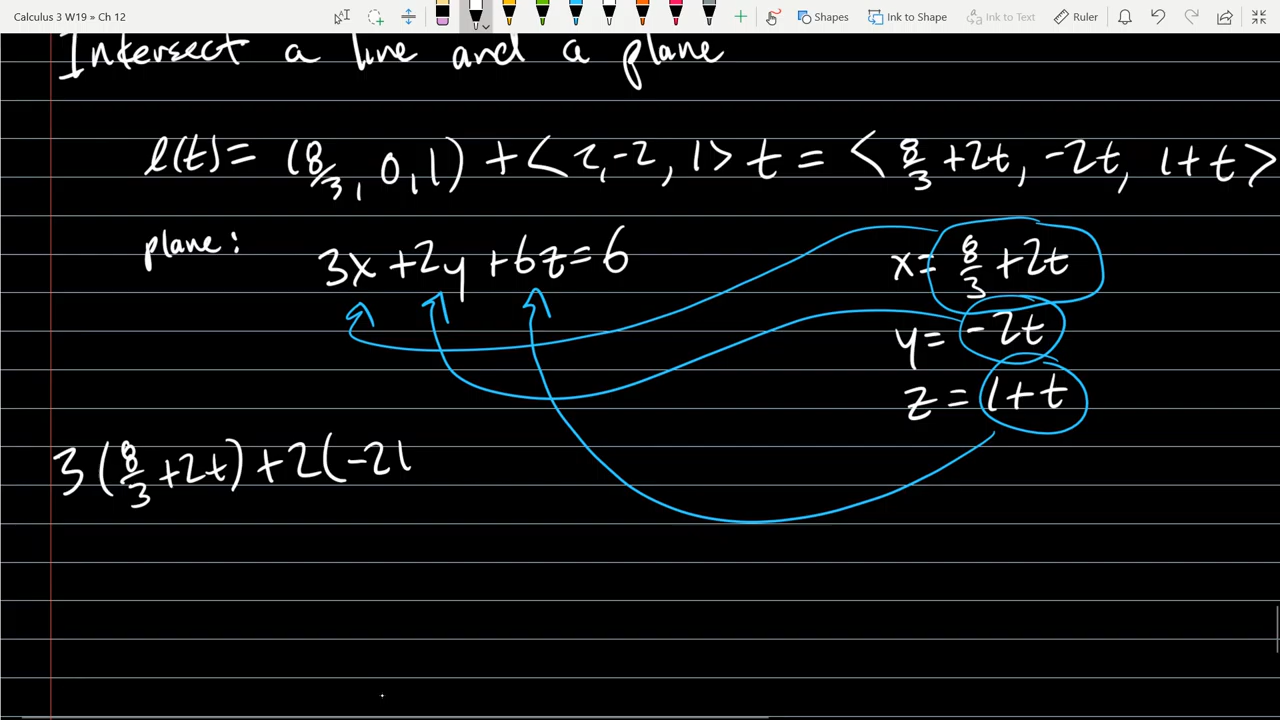 Calculus 3 W19 » Ch 12
Shapes Ink to Shape Ink to Text Ruler
Intersect a line and a plane
l(t)= (8/3, 0, 1) + <2, -2, 1> t = < 8/3 +2t, -2t, 1+t>
plane: 3x +2y +6z = 6
x= 8/3 +2t
y= -2t
z = 1+t
3(8/3 +2t) + 2(-2